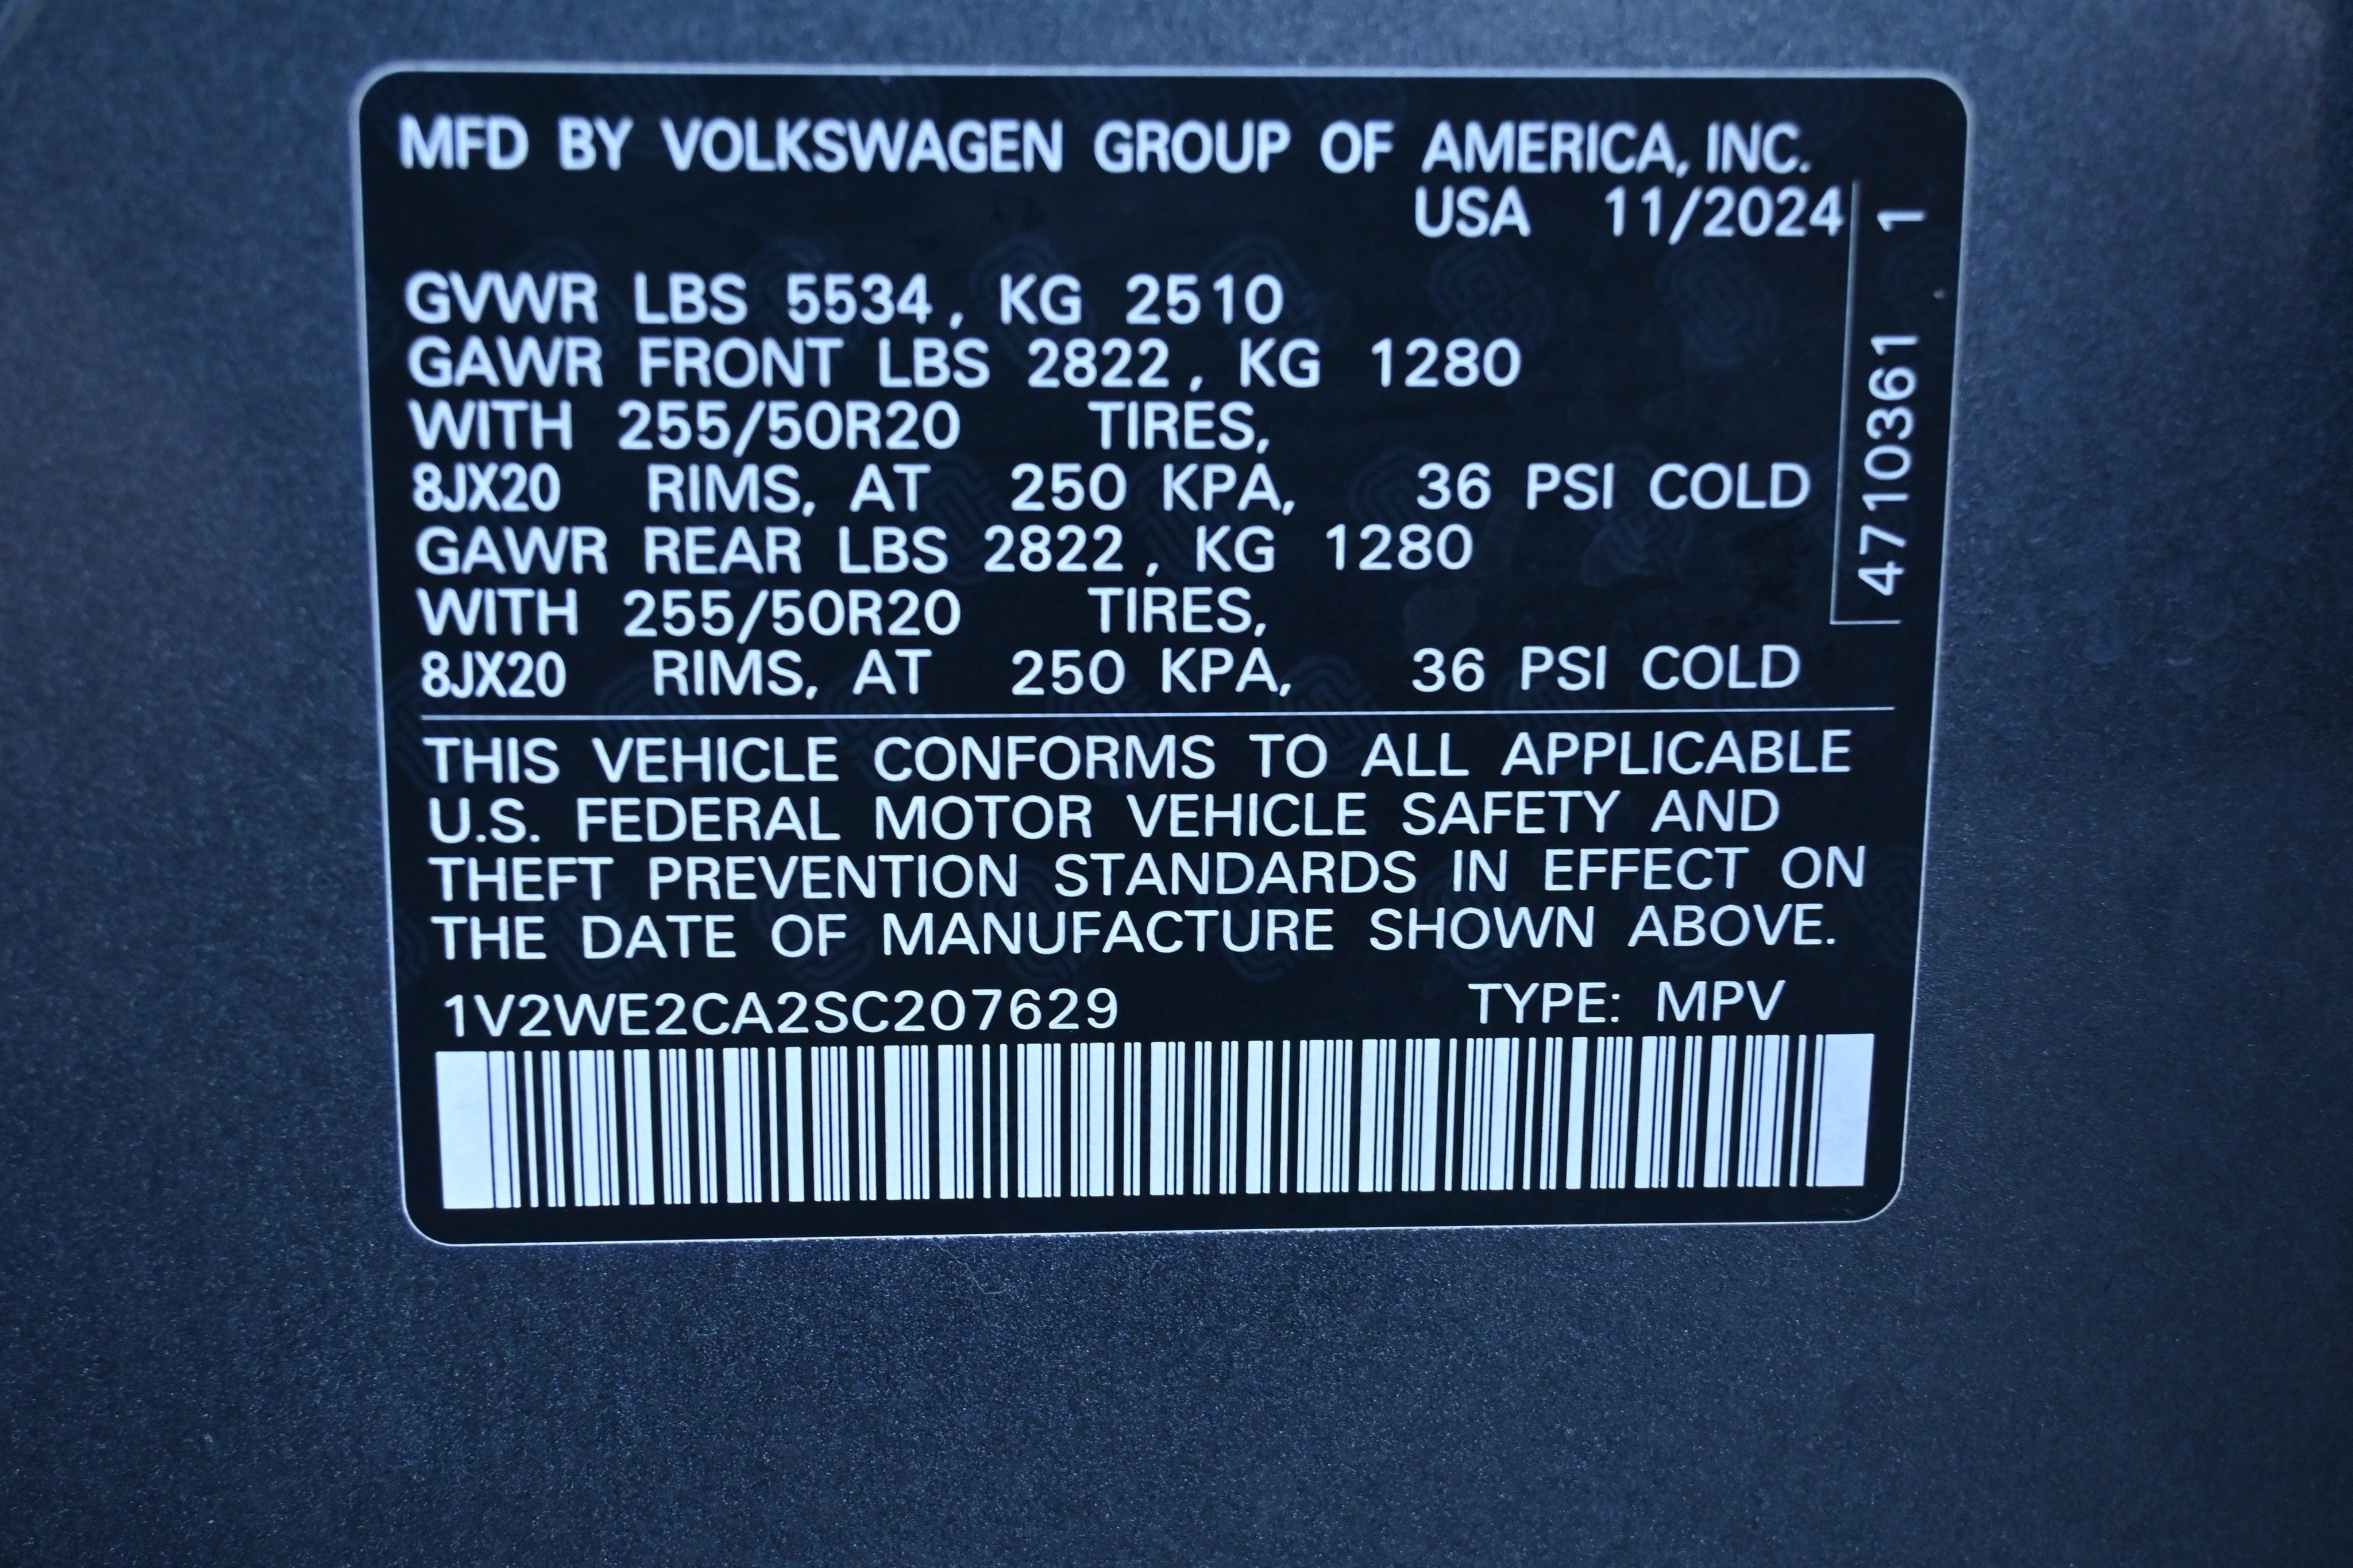 MFD BY VOLKSWAGEN GROUP OF AMERICA, INC.
USA 11/2024
GVWR LBS 5534, KG 2510
GAWR FRONT LBS 2822, KG 1280
WITH 255/50R20 TIRES,
8JX20 RIMS, AT 250 KPA, 36 PSI COLD
GAWR REAR LBS 2822, KG 1280
WITH 255/50R20 TIRES,
8JX20 RIMS, AT 250 KPA, 36 PSI COLD
4710361 1
THIS VEHICLE CONFORMS TO ALL APPLICABLE
U.S. FEDERAL MOTOR VEHICLE SAFETY AND
THEFT PREVENTION STANDARDS IN EFFECT ON
THE DATE OF MANUFACTURE SHOWN ABOVE.
1V2WE2CA2SC207629 TYPE: MPV